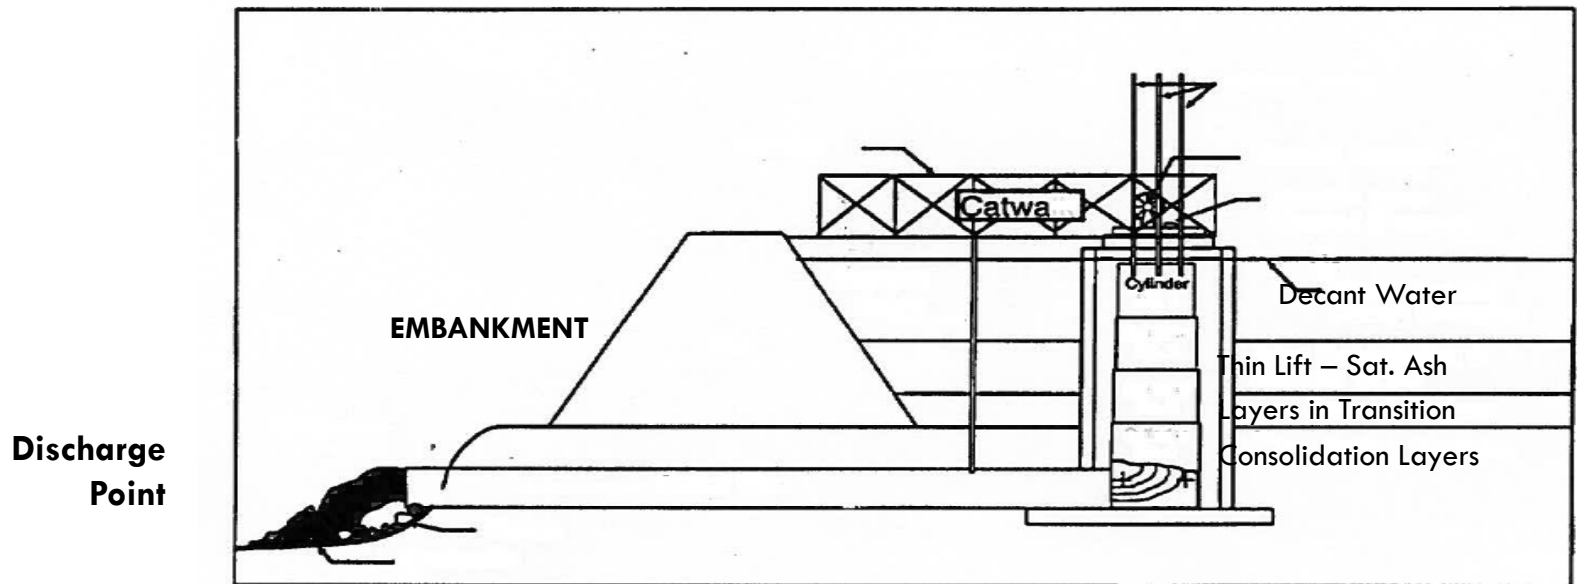 Catwa
Cylinder
Decant Water
EMBANKMENT
Thin Lift – Sat. Ash
Layers in Transition
Discharge
Point
Consolidation Layers